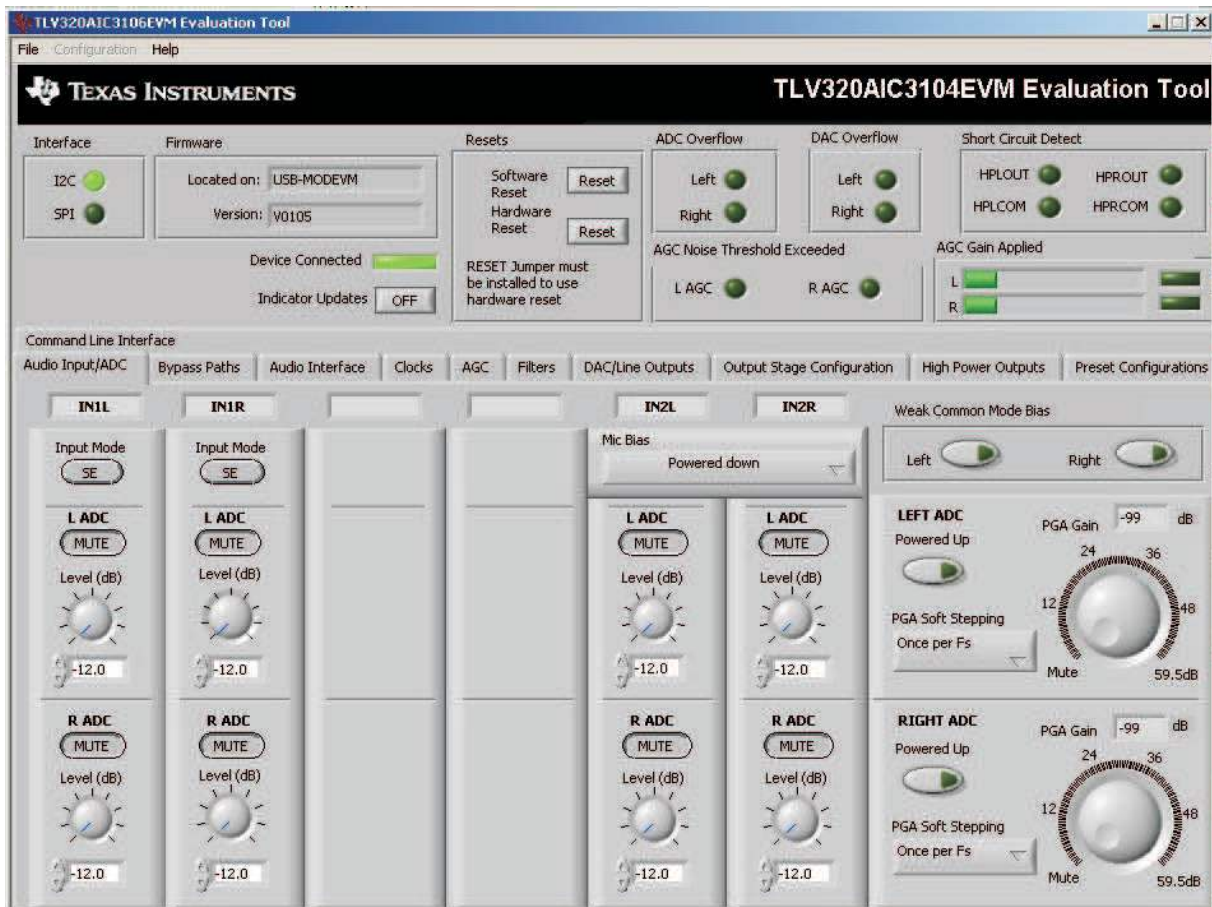 TLV320AIC3106EVM Evaluation Tool
File Configuration Help
TEXAS INSTRUMENTS
TLV320AIC3104EVM Evaluation Tool
Interface
I2C
SPI
Firmware
Located on: USB-MODEVM
Version: V0105
Device Connected
Indicator Updates OFF
Resets
Software Reset Reset
Hardware Reset Reset
RESET Jumper must
be installed to use
hardware reset
ADC Overflow
Left
Right
DAC Overflow
Left
Right
Short Circuit Detect
HPLOUT HPROUT
HPLCOM HPRCOM
AGC Noise Threshold Exceeded
L AGC R AGC
AGC Gain Applied
L
R
Command Line Interface
Audio Input/ADC Bypass Paths Audio Interface Clocks AGC Filters DAC/Line Outputs Output Stage Configuration High Power Outputs Preset Configurations
IN1L IN1R IN2L IN2R
Input Mode Input Mode
SE SE
Mic Bias
Powered down
L ADC L ADC L ADC L ADC
MUTE MUTE MUTE MUTE
Level (dB) Level (dB) Level (dB) Level (dB)
-12.0 -12.0 -12.0 -12.0
R ADC R ADC R ADC R ADC
MUTE MUTE MUTE MUTE
Level (dB) Level (dB) Level (dB) Level (dB)
-12.0 -12.0 -12.0 -12.0
Weak Common Mode Bias
Left Right
LEFT ADC
Powered Up
PGA Gain -99 dB
24 36
12 48
Mute 59.5dB
PGA Soft Stepping
Once per Fs
RIGHT ADC
Powered Up
PGA Gain -99 dB
24 36
12 48
Mute 59.5dB
PGA Soft Stepping
Once per Fs